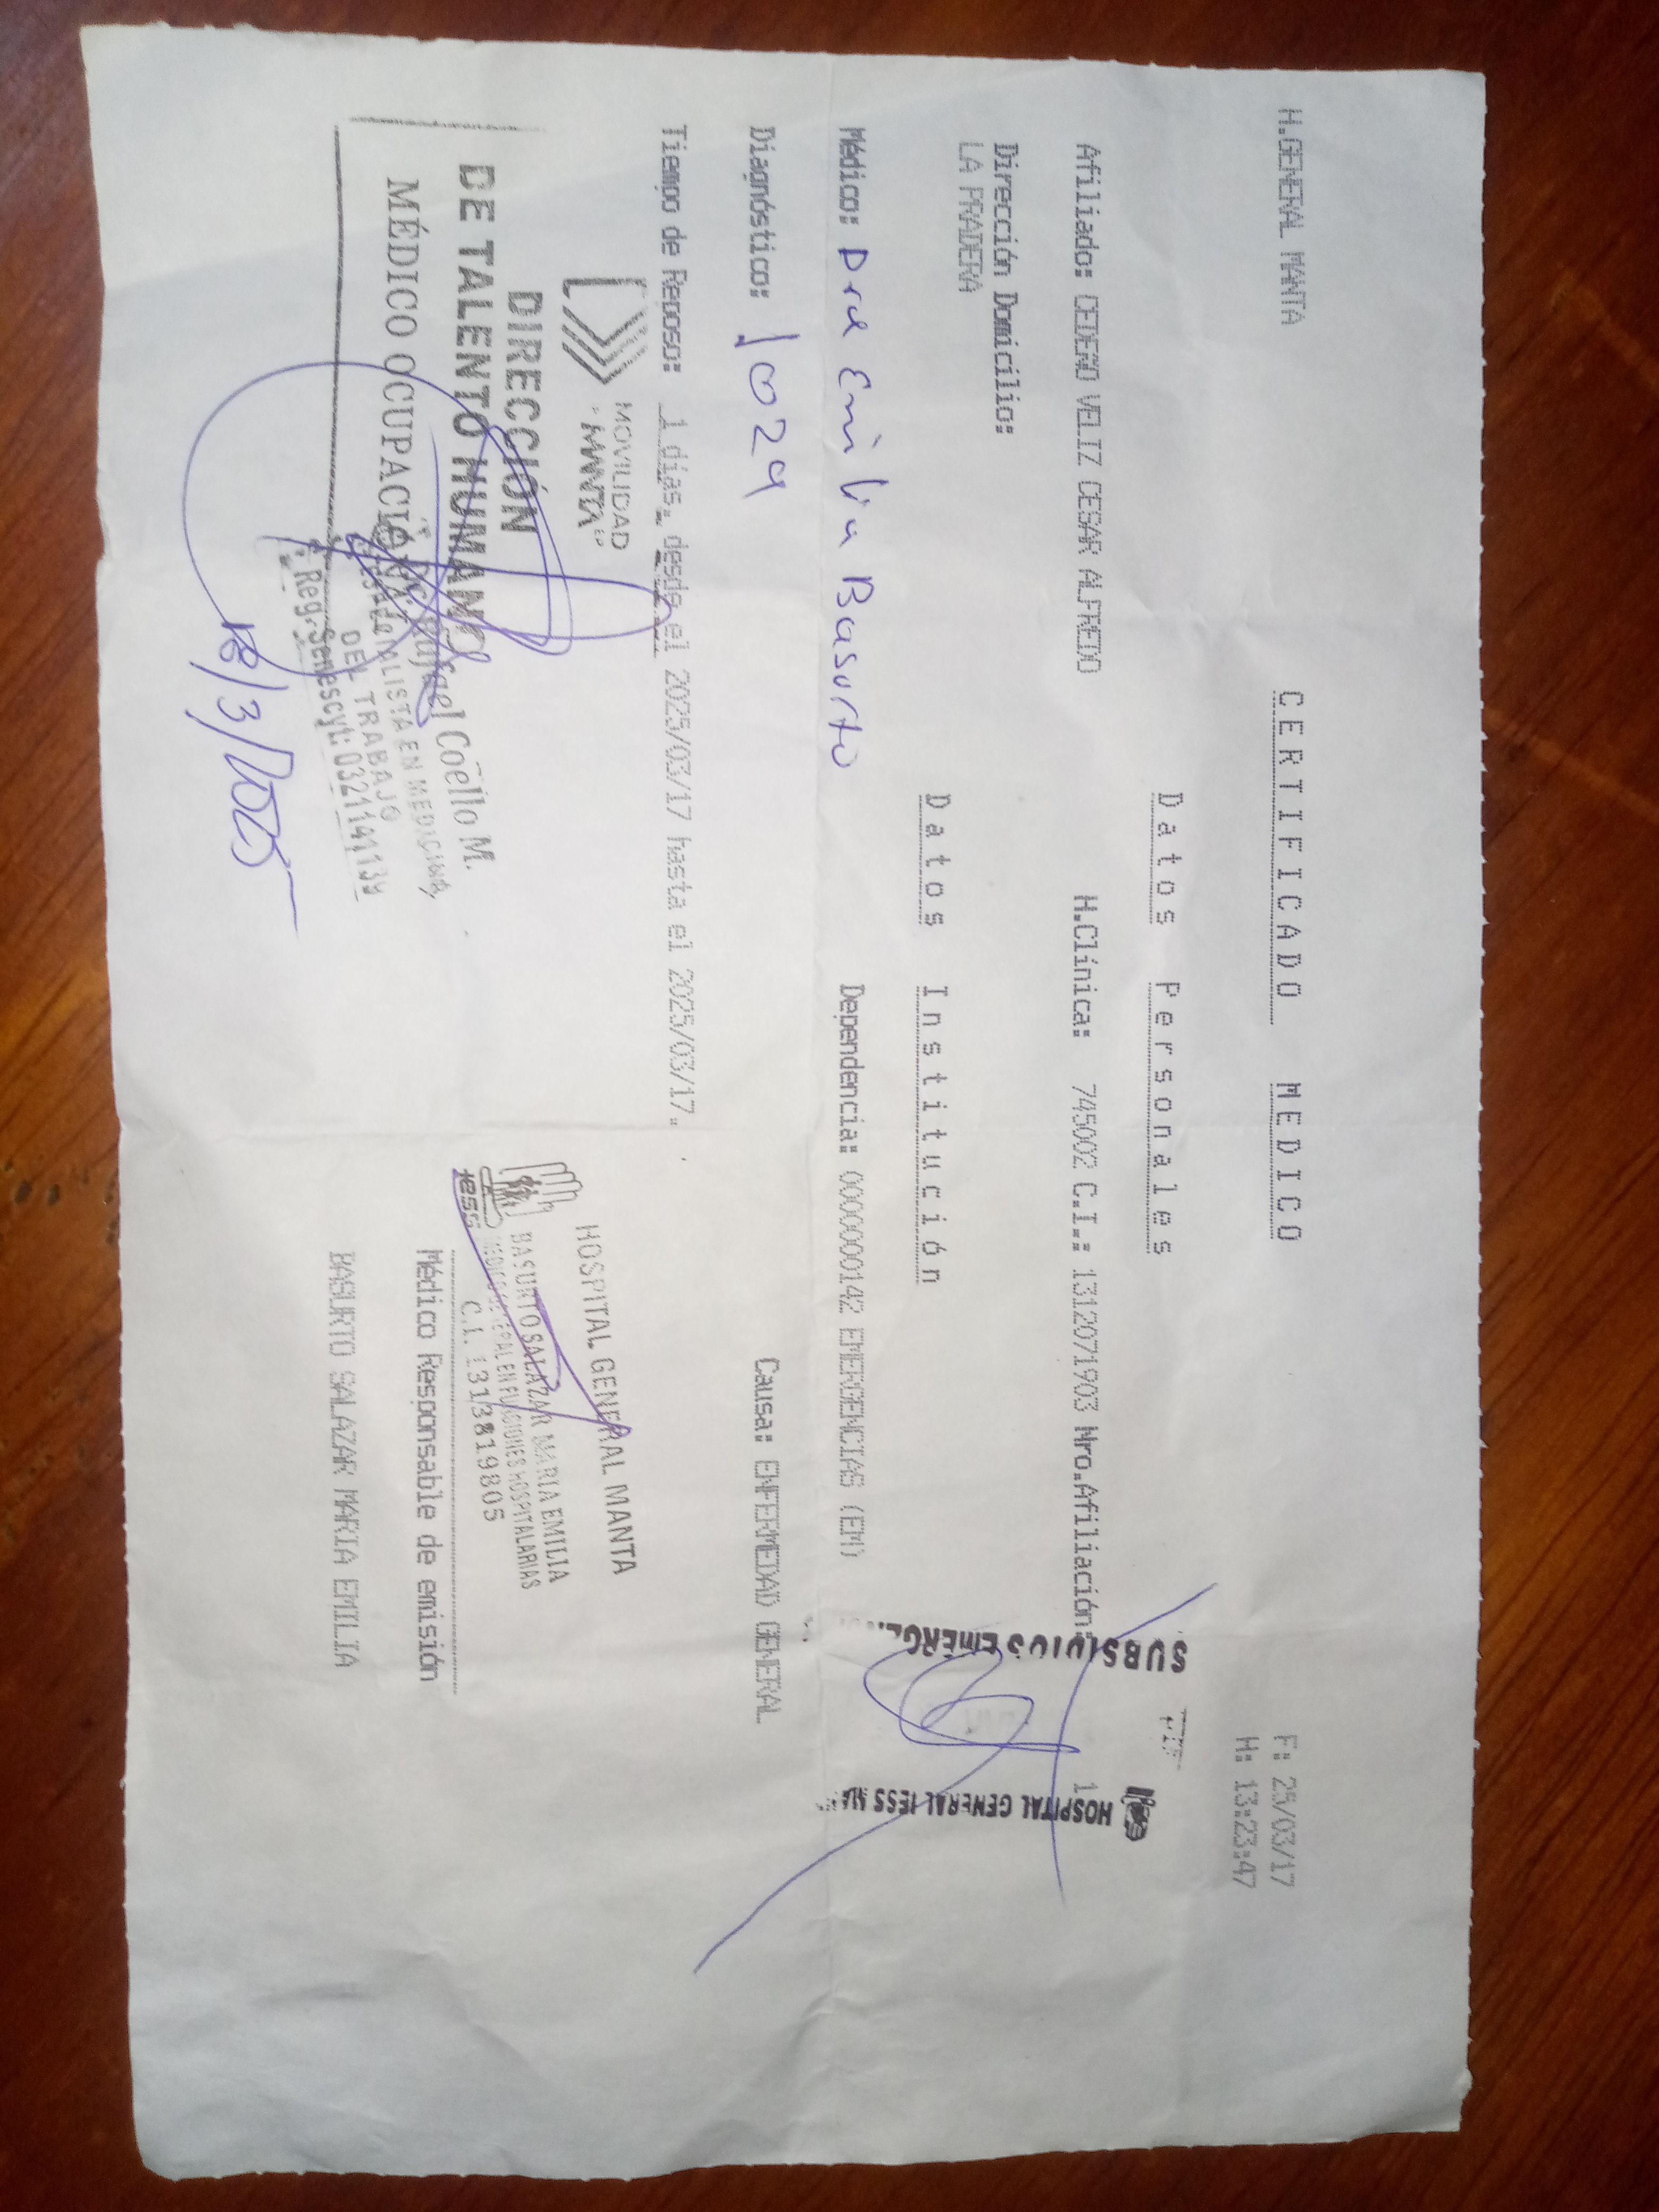 H.GENERAL MANTA
CERTIFICADO MEDICO
F: 25/03/17
H: 13:23:47
Datos Personales
Afiliado: CEDEÑO VELIZ CESAR ALFREDO H.Clínica: 745002 C.I.: 1312071903 Nro.Afiliación:
Dirección Domicilio:
LA PRADERA
SUBSIDIOS
HOSPITAL GENERAL IESS
Datos Institución
Médico: Dra Emilia Basurto Dependencia: 0000000142 EMERGENCIAS (EM)
Diagnóstico: J029 Causa: ENFERMEDAD GENERAL
Tiempo de Reposo: 1 días. desde el 2025/03/17 hasta el 2025/03/17.
MOVILIDAD
MANTA EP
DIRECCIÓN
DE TALENTO HUMANO
MÉDICO OCUPACIONAL
Coello M.
ESPECIALISTA EN MEDICINA
DEL TRABAJO
Reg. Senescyt:
18/3/2025
HOSPITAL GENERAL MANTA
BASURTO SALAZAR MARIA EMILIA
MEDICO GENERAL EN FUNCIONES HOSPITALARIAS
C.I. 1313819805
iess
Médico Responsable de emisión
BASURTO SALAZAR MARIA EMILIA